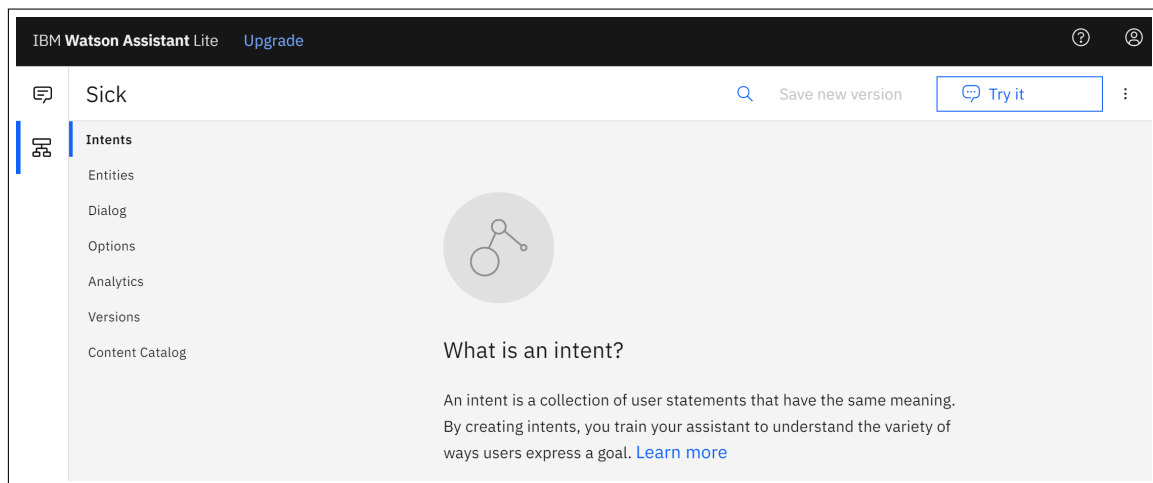 IBM Watson Assistant Lite Upgrade
Sick Save new version Try it
Intents
Entities
Dialog
Options
Analytics
Versions
Content Catalog
What is an intent?
An intent is a collection of user statements that have the same meaning.
By creating intents, you train your assistant to understand the variety of
ways users express a goal. Learn more